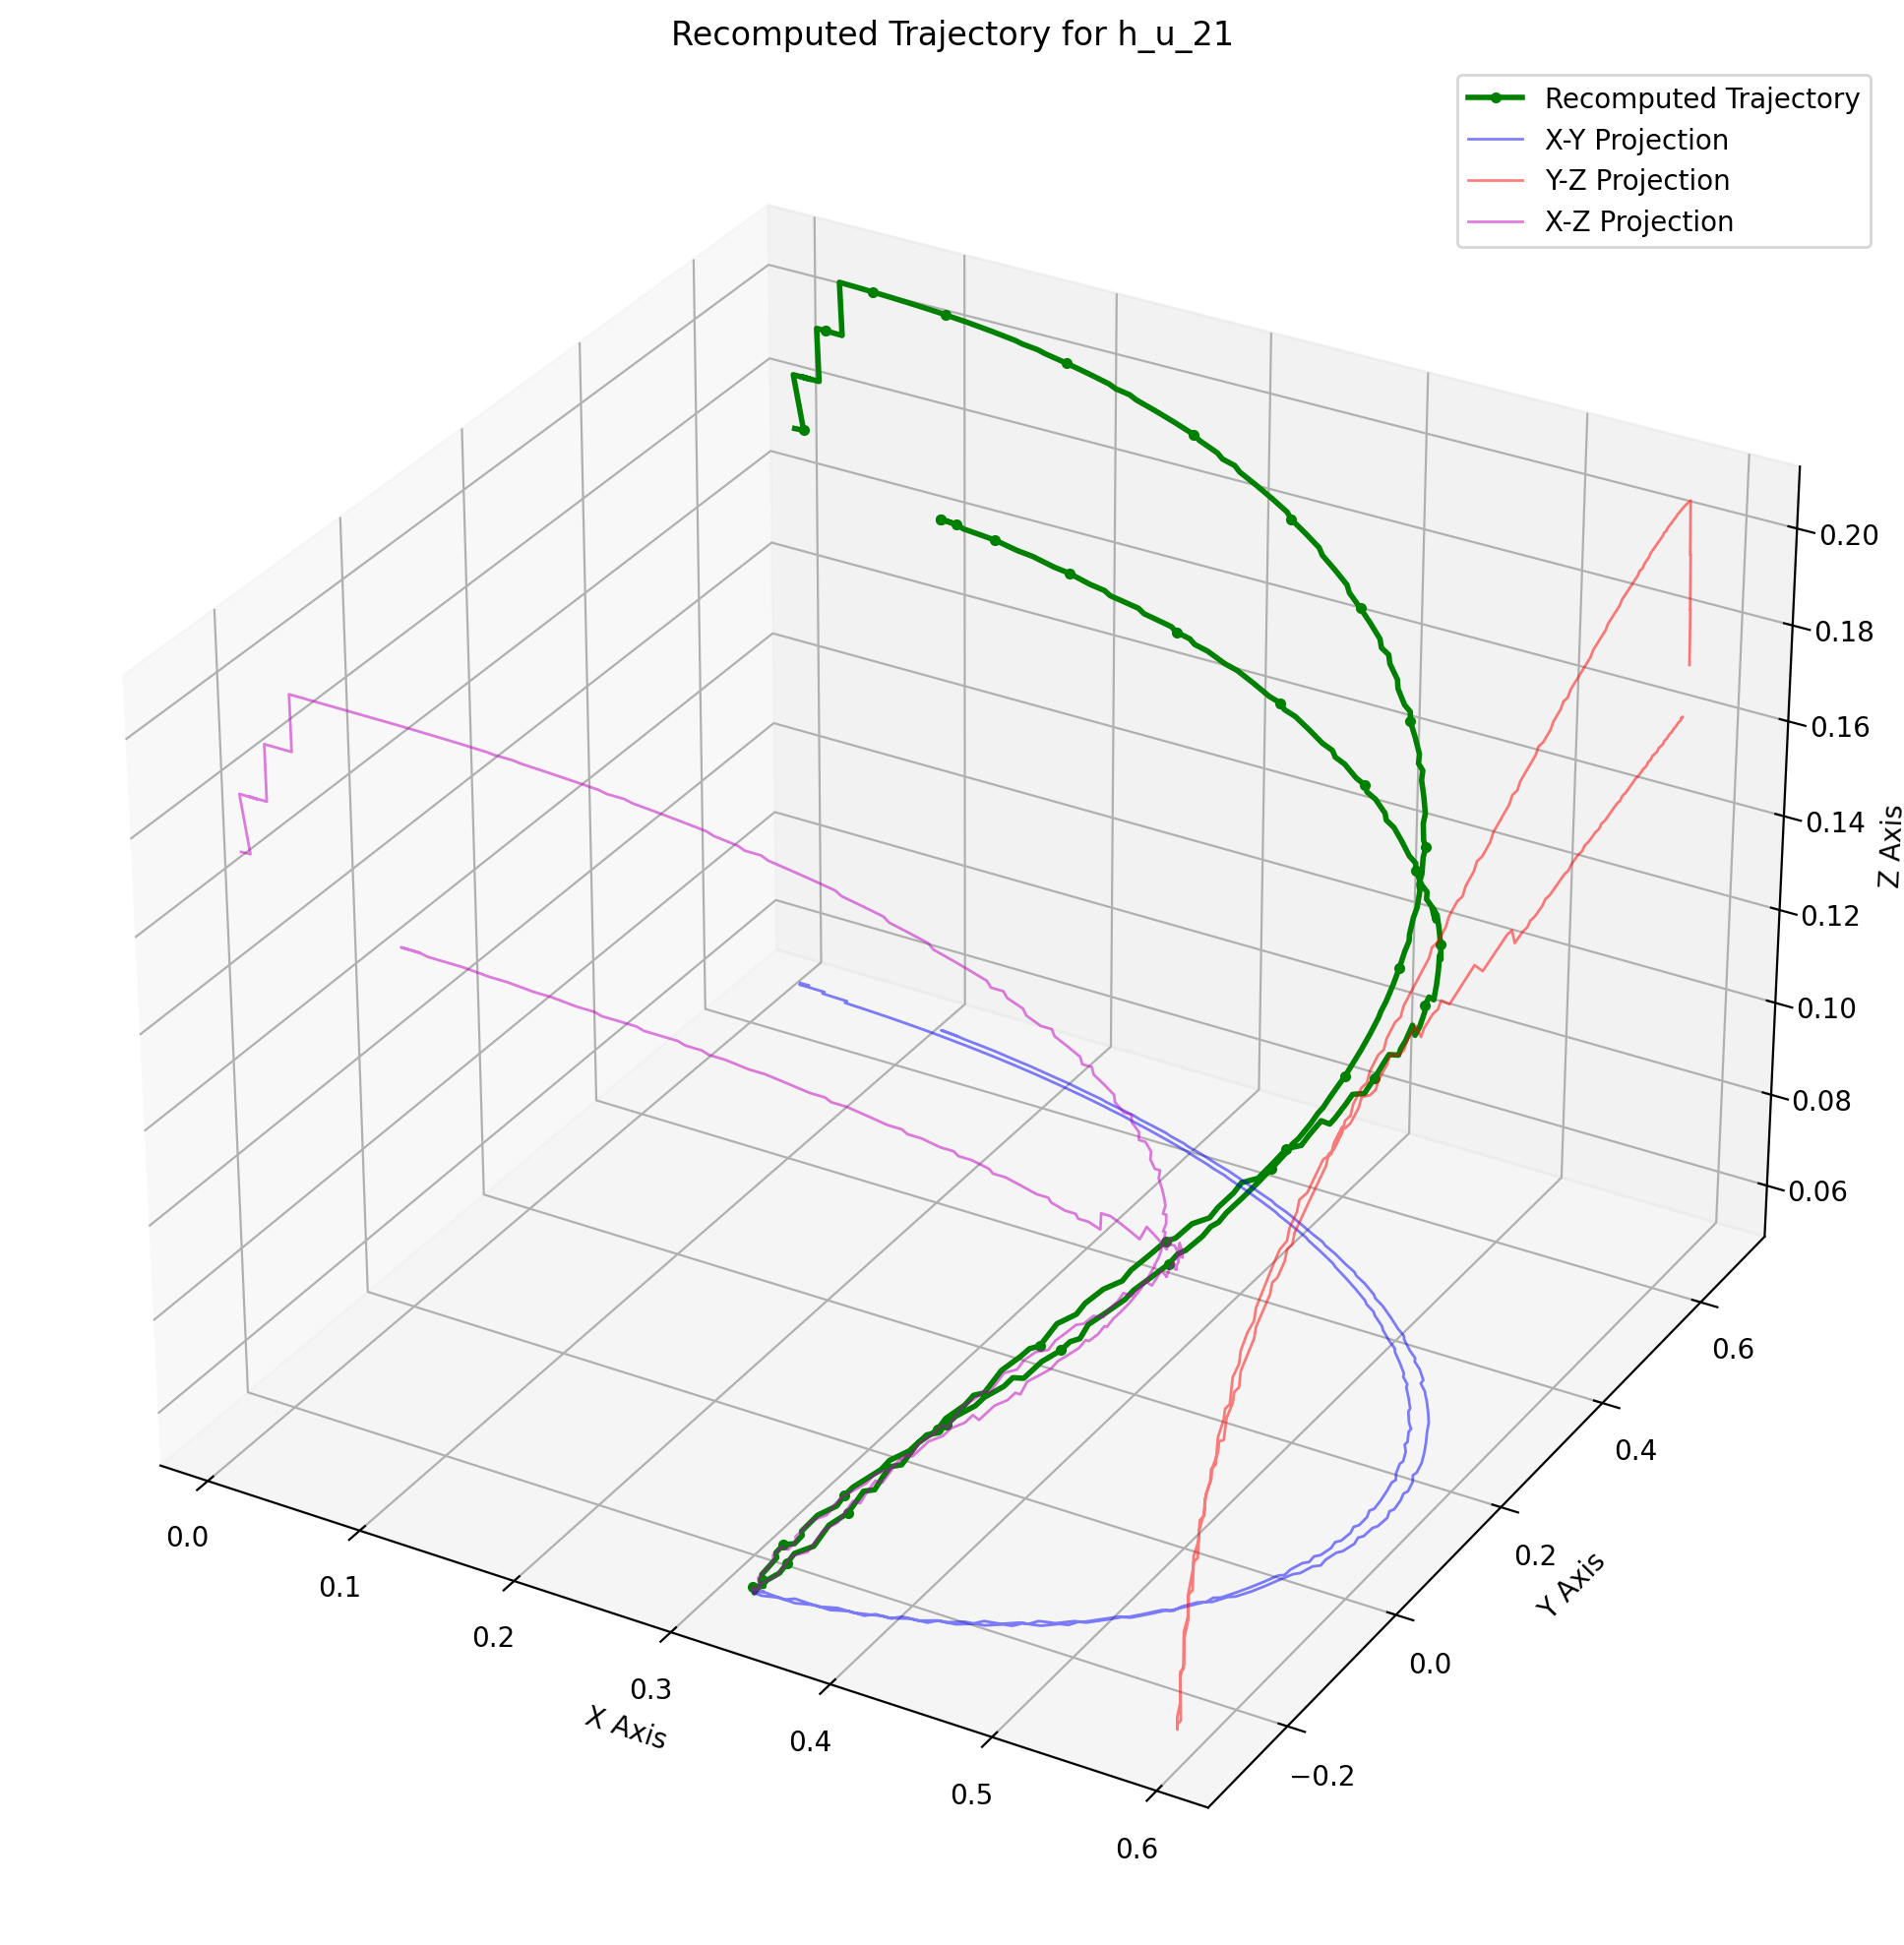 Recomputed Trajectory for h_u_21
Recomputed Trajectory
X-Y Projection
Y-Z Projection
X-Z Projection
0.20
0.18
0.16
0.14
0.12
0.10
0.08
0.06
Z Axis
0.6
0.4
0.2
0.0
−0.2
Y Axis
0.0
0.1
0.2
0.3
0.4
0.5
0.6
X Axis